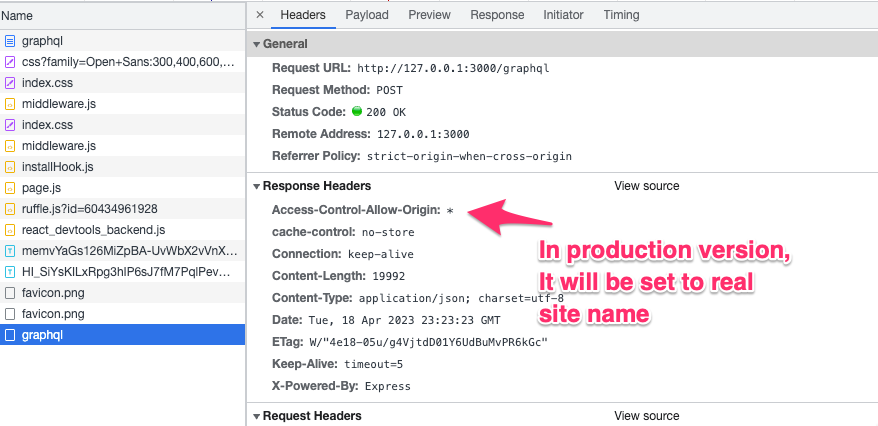 Name
graphql
css?family=Open+Sans:300,400,600,...
index.css
middleware.js
index.css
middleware.js
installHook.js
page.js
ruffle.js?id=60434961928
react_devtools_backend.js
memvYaGs126MiZpBA-UvWbX2vVnX...
HI_SiYsKILxRpg3hIP6sJ7fM7PqlPev...
favicon.png
favicon.png
graphql
× Headers Payload Preview Response Initiator Timing
▼ General
Request URL: http://127.0.0.1:3000/graphql
Request Method: POST
Status Code: 200 OK
Remote Address: 127.0.0.1:3000
Referrer Policy: strict-origin-when-cross-origin
▼ Response Headers View source
Access-Control-Allow-Origin: *
cache-control: no-store
Connection: keep-alive
Content-Length: 19992
Content-Type: application/json; charset=utf-8
Date: Tue, 18 Apr 2023 23:23:23 GMT
ETag: W/"4e18-05u/g4VjtdD01Y6UdBuMvPR6kGc"
Keep-Alive: timeout=5
X-Powered-By: Express
▼ Request Headers View source
In production version,
It will be set to real
site name